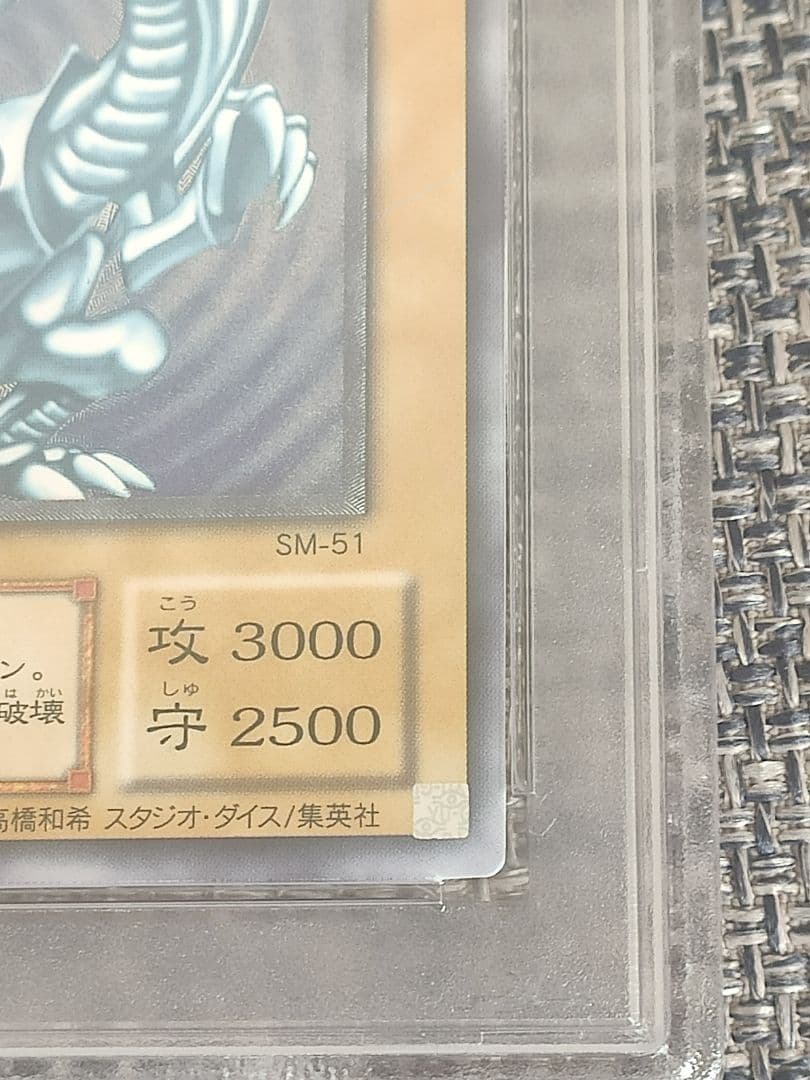 SM-51
こう
攻 3000
しゅ
守 2500
ン。
は かい
破壊
高橋和希 スタジオ・ダイス/集英社